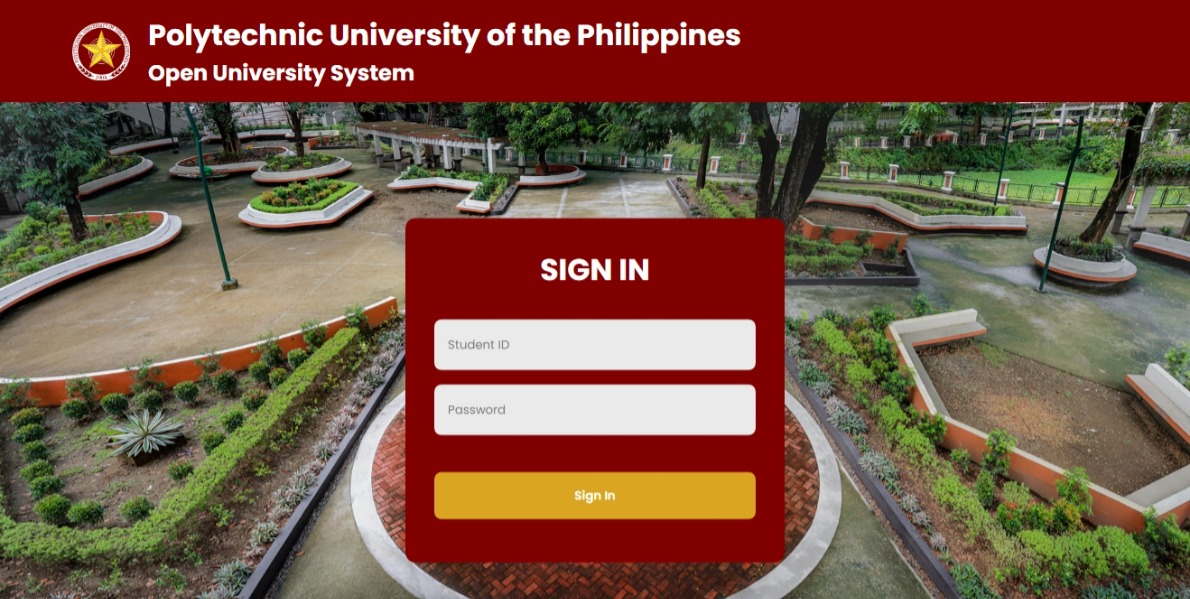 Polytechnic University of the Philippines
Open University System
SIGN IN
Student ID
Password
Sign In